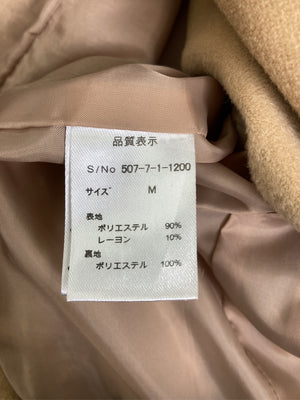 品質表示
S/No 507-7-1-1200
サイズ M
表地
ポリエステル 90%
レーヨン 10%
裏地
ポリエステル 100%